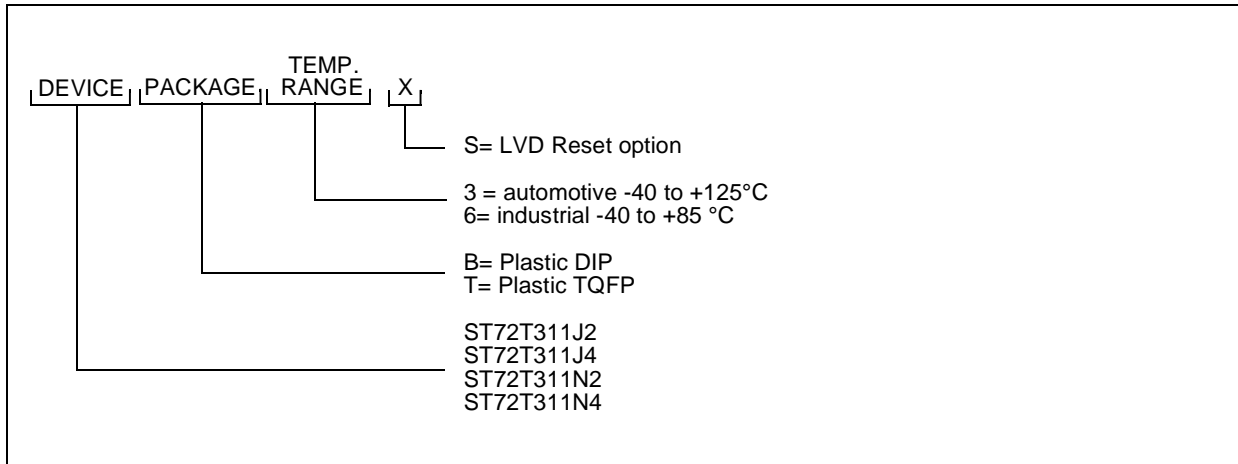 TEMP.
DEVICE PACKAGE RANGE X
S= LVD Reset option
3 = automotive -40 to +125°C
6= industrial -40 to +85 °C
B= Plastic DIP
T= Plastic TQFP
ST72T311J2
ST72T311J4
ST72T311N2
ST72T311N4